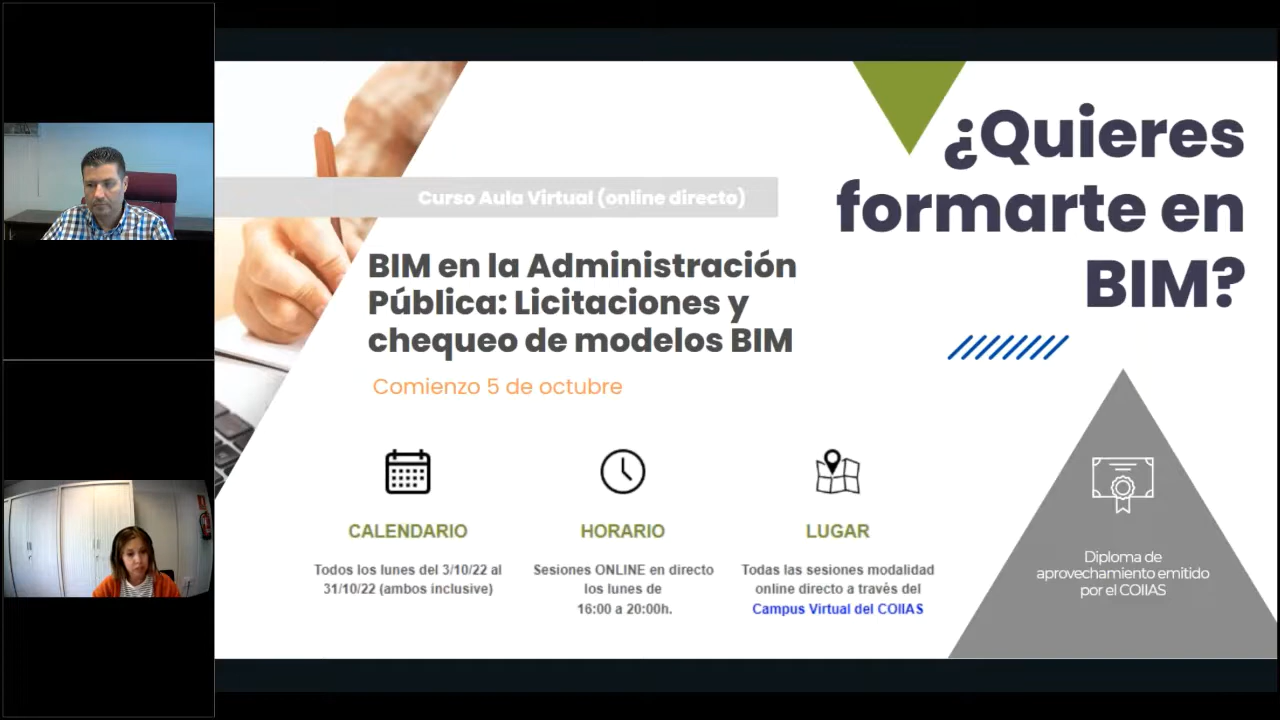 Curso Aula Virtual (online directo)
BIM en la Administración
Pública: Licitaciones y
chequeo de modelos BIM
Comienzo 5 de octubre
¿Quieres
formarte en
BIM?
CALENDARIO
Todos los lunes del 3/10/22 al
31/10/22 (ambos inclusive)
HORARIO
Sesiones ONLINE en directo
los lunes de
16:00 a 20:00h.
LUGAR
Todas las sesiones modalidad
online directo a través del
Campus Virtual del COIIAS
Diploma de
aprovechamiento emitido
por el COIIAS